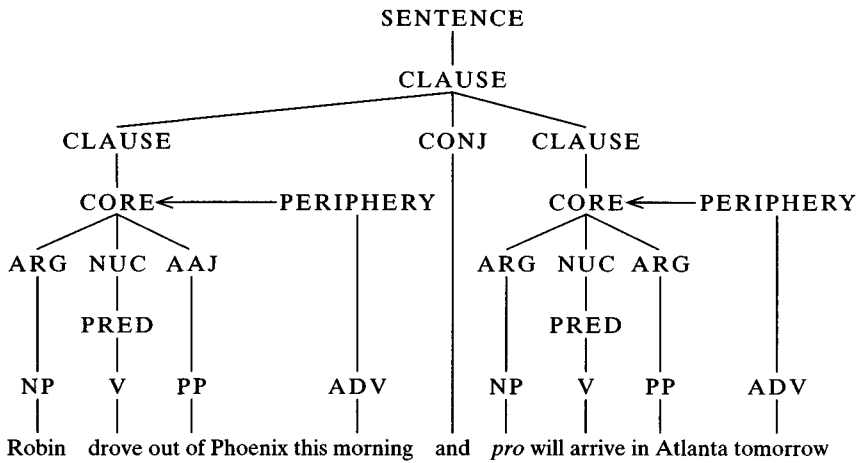 SENTENCE
CLAUSE
CLAUSE CONJ CLAUSE
CORE PERIPHERY CORE PERIPHERY
ARG NUC AAJ ARG NUC ARG
PRED PRED
NP V PP ADV NP V PP ADV
Robin drove out of Phoenix this morning and pro will arrive in Atlanta tomorrow